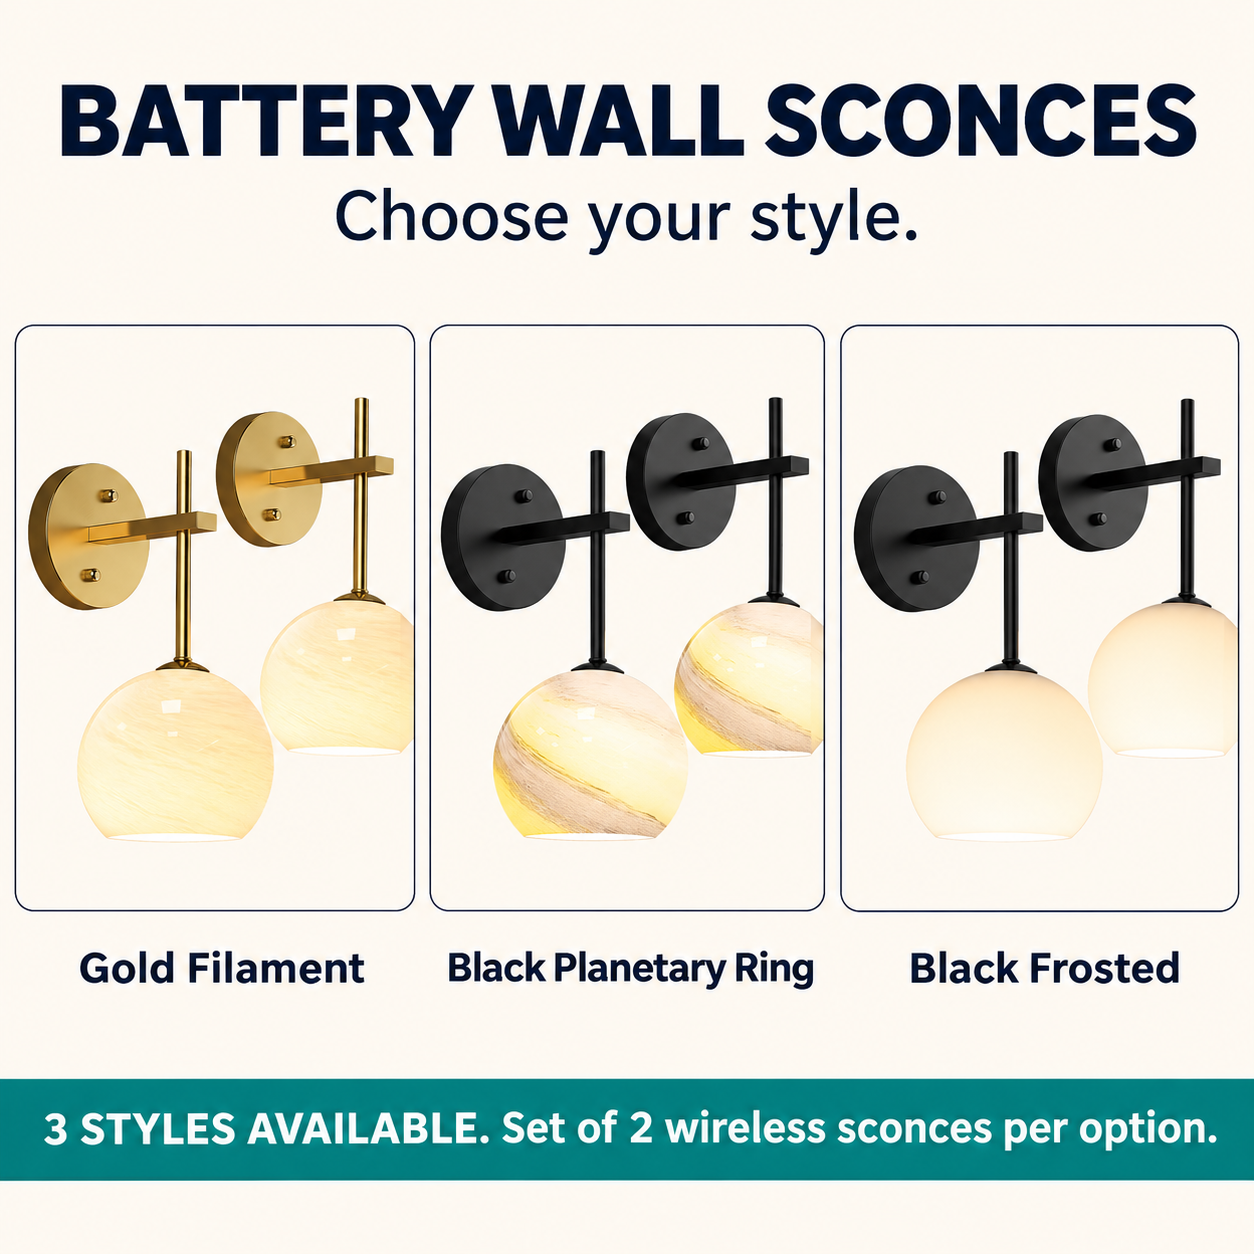 BATTERY WALL SCONCES
Choose your style.
Gold Filament
Black Planetary Ring
Black Frosted
3 STYLES AVAILABLE. Set of 2 wireless sconces per option.